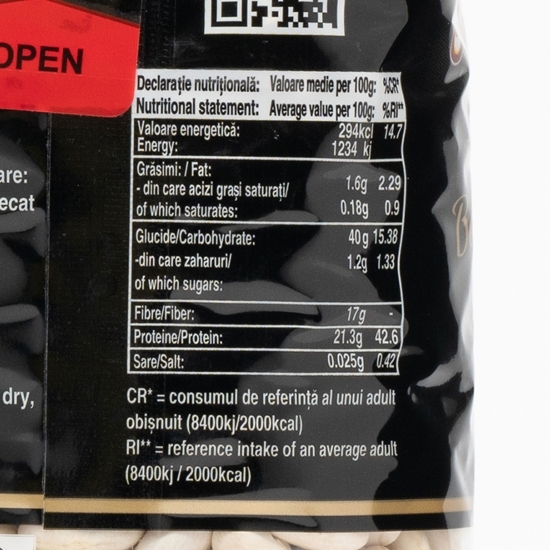 OPEN
Declarație nutrițională: Valoare medie per 100g: %CR*
Nutritional statement: Average value per 100g: %RI**
Valoare energetică: 294kcl 14.7
Energy: 1234 kj
Grăsimi: / Fat: 1.6g 2.29
- din care acizi grași saturați/
of which saturates: 0.18g 0.9
Glucide/Carbohydrate: 40g 15.38
-din care zaharuri/ 1.2g 1.33
of which sugars:
Fibre/Fiber: 17g -
Proteine/Protein: 21.3g 42.6
Sare/Salt: 0.025g 0.42
CR* = consumul de referință al unui adult
obișnuit (8400kj/2000kcal)
RI** = reference intake of an average adult
(8400kj / 2000kcal)
are:
ecat
dry,